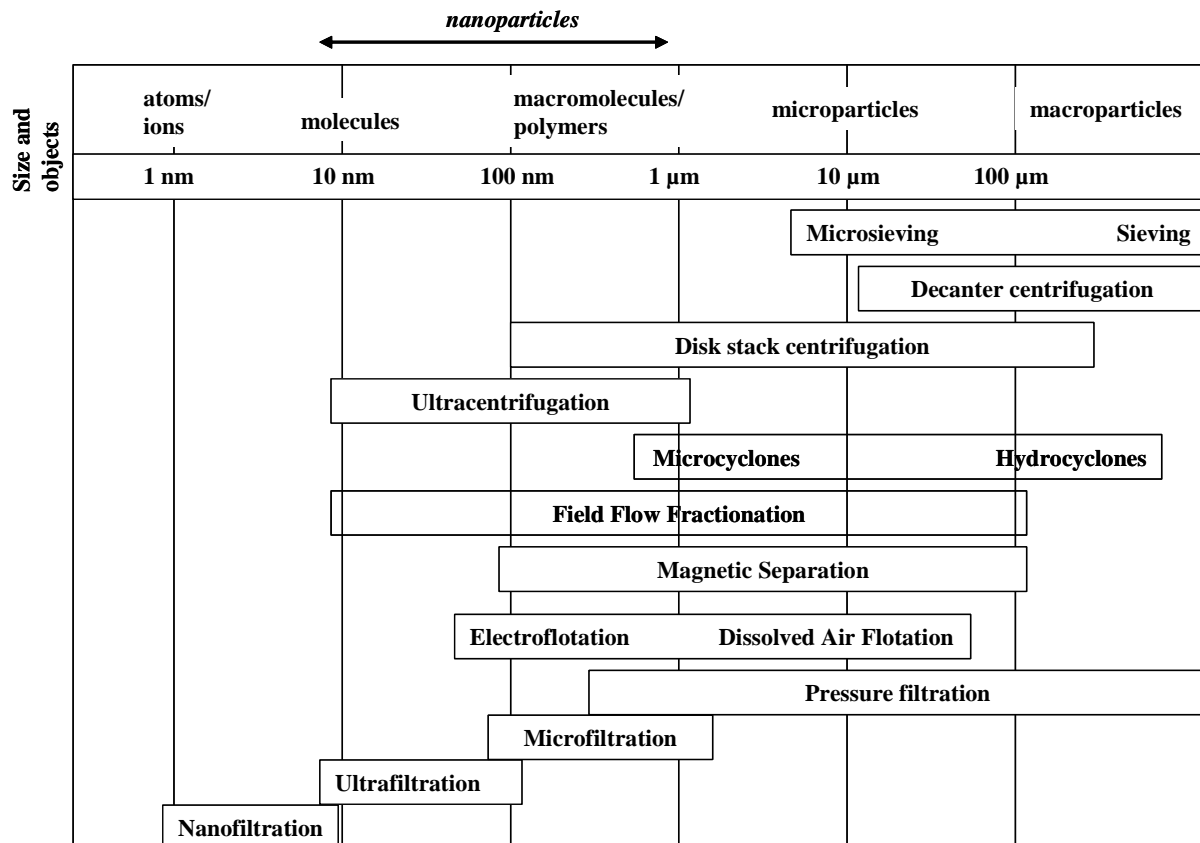 nanoparticles
Size and
objects
atoms/
ions
molecules
macromolecules/
polymers
microparticles
macroparticles
1 nm
10 nm
100 nm
1 μm
10 μm
100 μm
Microsieving
Sieving
Decanter centrifugation
Disk stack centrifugation
Ultracentrifugation
Microcyclones
Hydrocyclones
Field Flow Fractionation
Magnetic Separation
Electroflotation
Dissolved Air Flotation
Pressure filtration
Microfiltration
Ultrafiltration
Nanofiltration